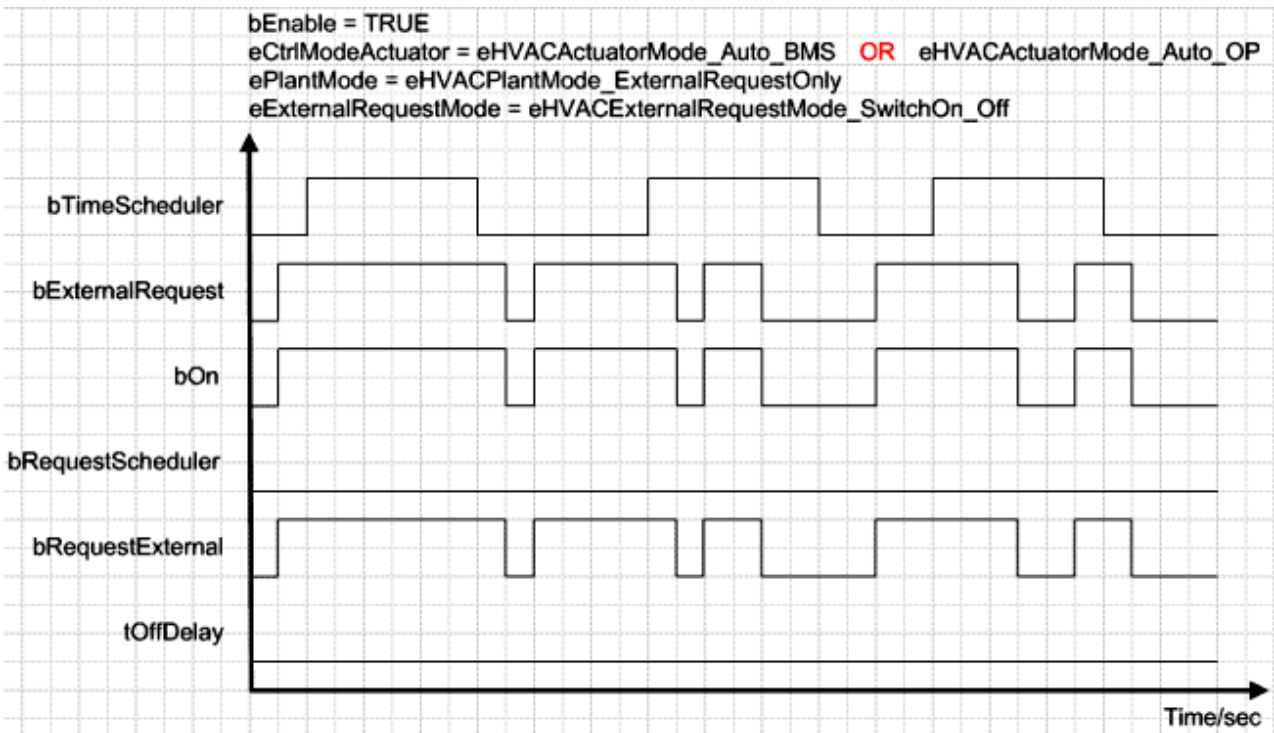 bEnable = TRUE
eCtrlModeActuator = eHVACActuatorMode_Auto_BMS OR eHVACActuatorMode_Auto_OP
ePlantMode = eHVACPlantMode_ExternalRequestOnly
eExternalRequestMode = eHVACExternalRequestMode_SwitchOn_Off
bTimeScheduler
bExternalRequest
bOn
bRequestScheduler
bRequestExternal
tOffDelay
Time/sec